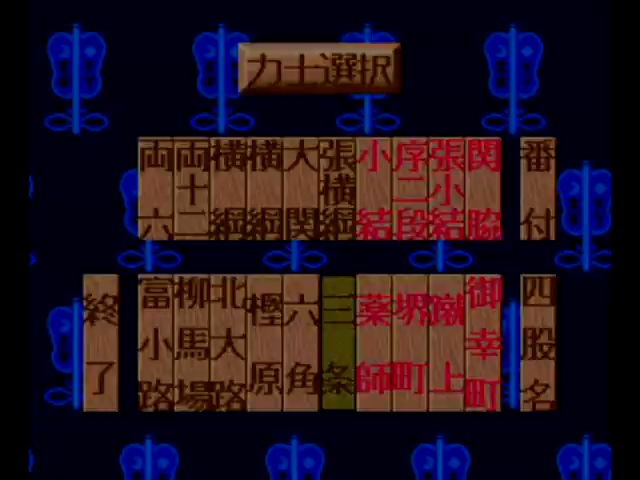 力士選択
番付
関脇
張小結
序二段
小結
張横綱
大関
横綱
横綱
両十二
両六
四股名
御幸町
蹴上
堺町
薬師
三条
六角
樫原
北大路
柳馬場
富小路
終了